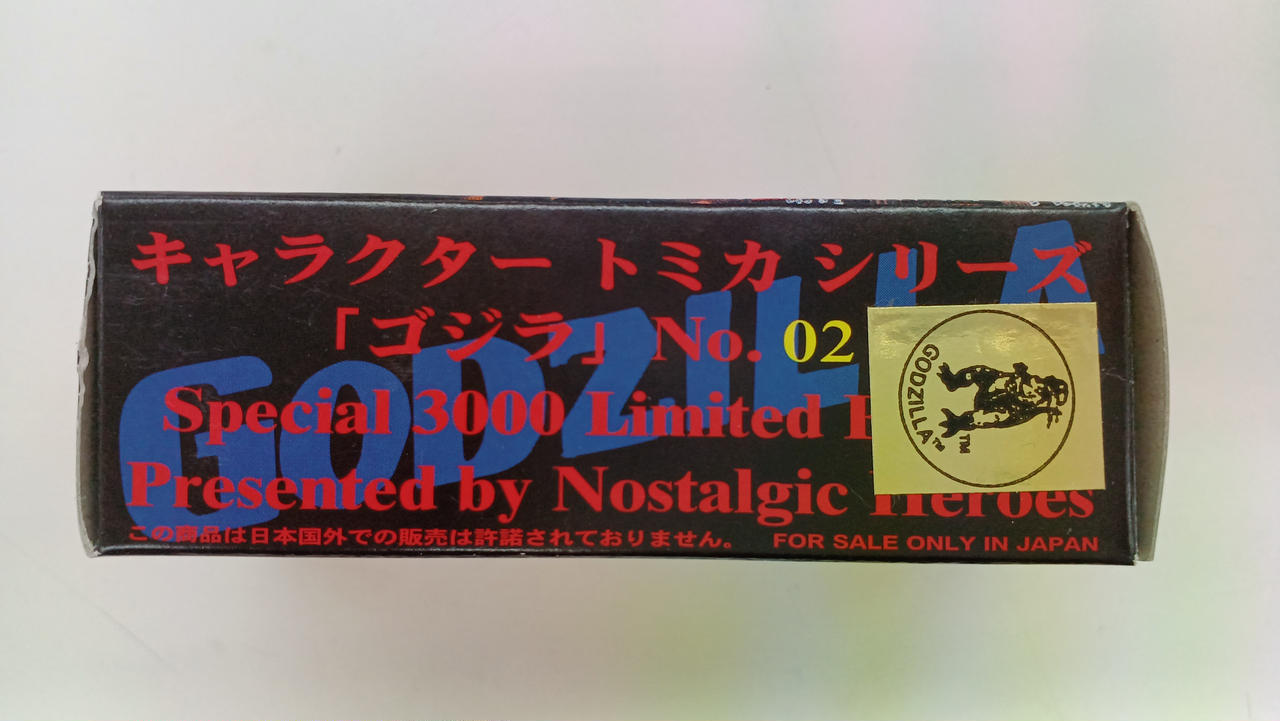 キャラクター トミカ シリーズ
「ゴジラ」 No. 02
Special 3000 Limited
Presented by Nostalgic Heroes
この商品は日本国外での販売は許諾されておりません。 FOR SALE ONLY IN JAPAN
GODZILLA
GODZILLA
TM